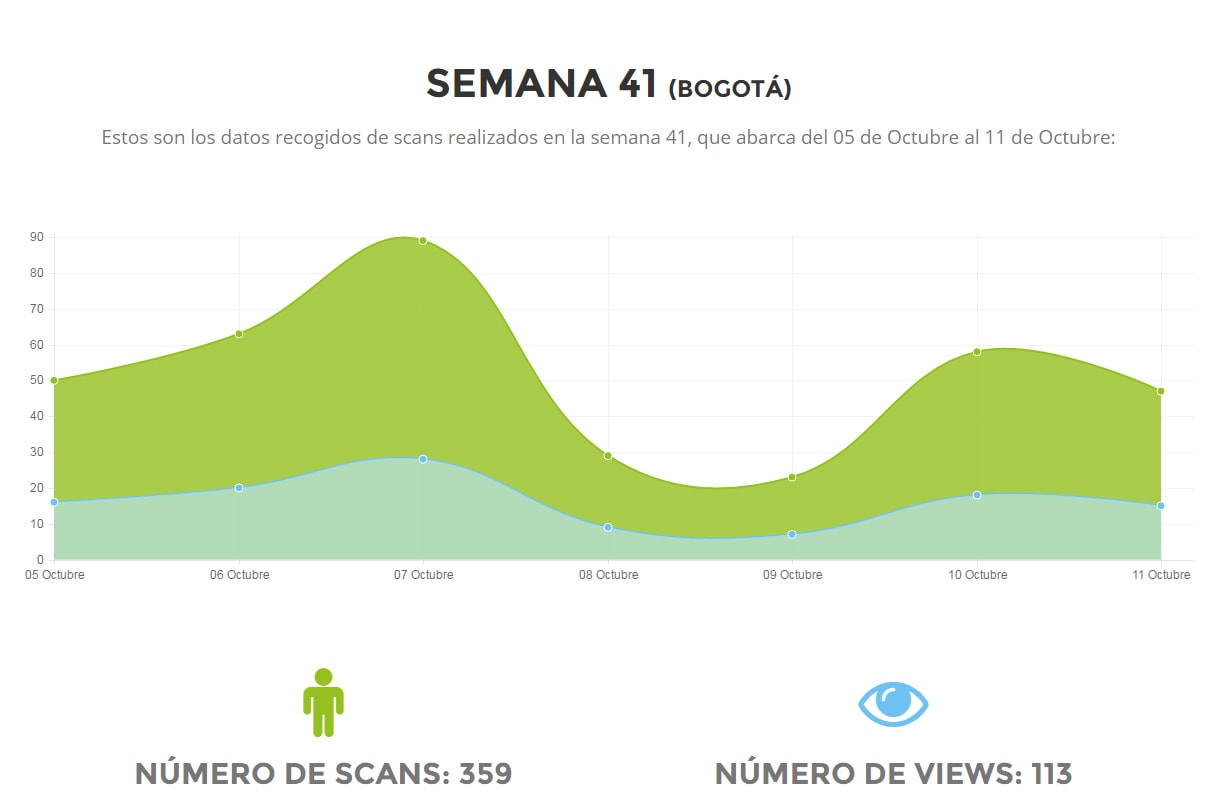 SEMANA 41 (BOGOTÁ)
Estos son los datos recogidos de scans realizados en la semana 41, que abarca del 05 de Octubre al 11 de Octubre:
90
80
70
60
50
40
30
20
10
0
05 Octubre 06 Octubre 07 Octubre 08 Octubre 09 Octubre 10 Octubre 11 Octubre
NÚMERO DE SCANS: 359 NÚMERO DE VIEWS: 113